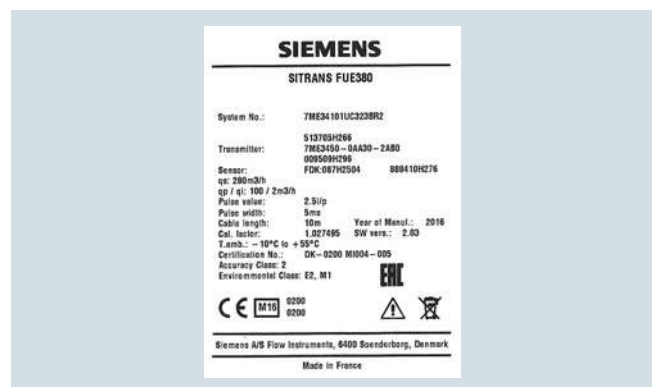 SIEMENS
SITRANS FUE380
System No.: 7ME34101UC323BR2
513705H266
Transmitter: 7ME3450-0AA30-2AB0
009509H296
Sensor: FDK:087H2504 889410H276
qs: 280m3/h
qp / qi: 100 / 2m3/h
Pulse value: 2.5l/p
Pulse width: 5ms
Cable length: 10m Year of Manuf.: 2016
Cal. factor: 1.027495 SW vers.: 2.03
T.amb.: -10°C to +55°C
Certification No.: DK-0200 MI004-005
Accuracy Class: 2
Environmentel Class: E2, M1
EAC
CE M16 0200
0200
Siemens A/S Flow Instruments, 6400 Soenderborg, Denmark
Made in France